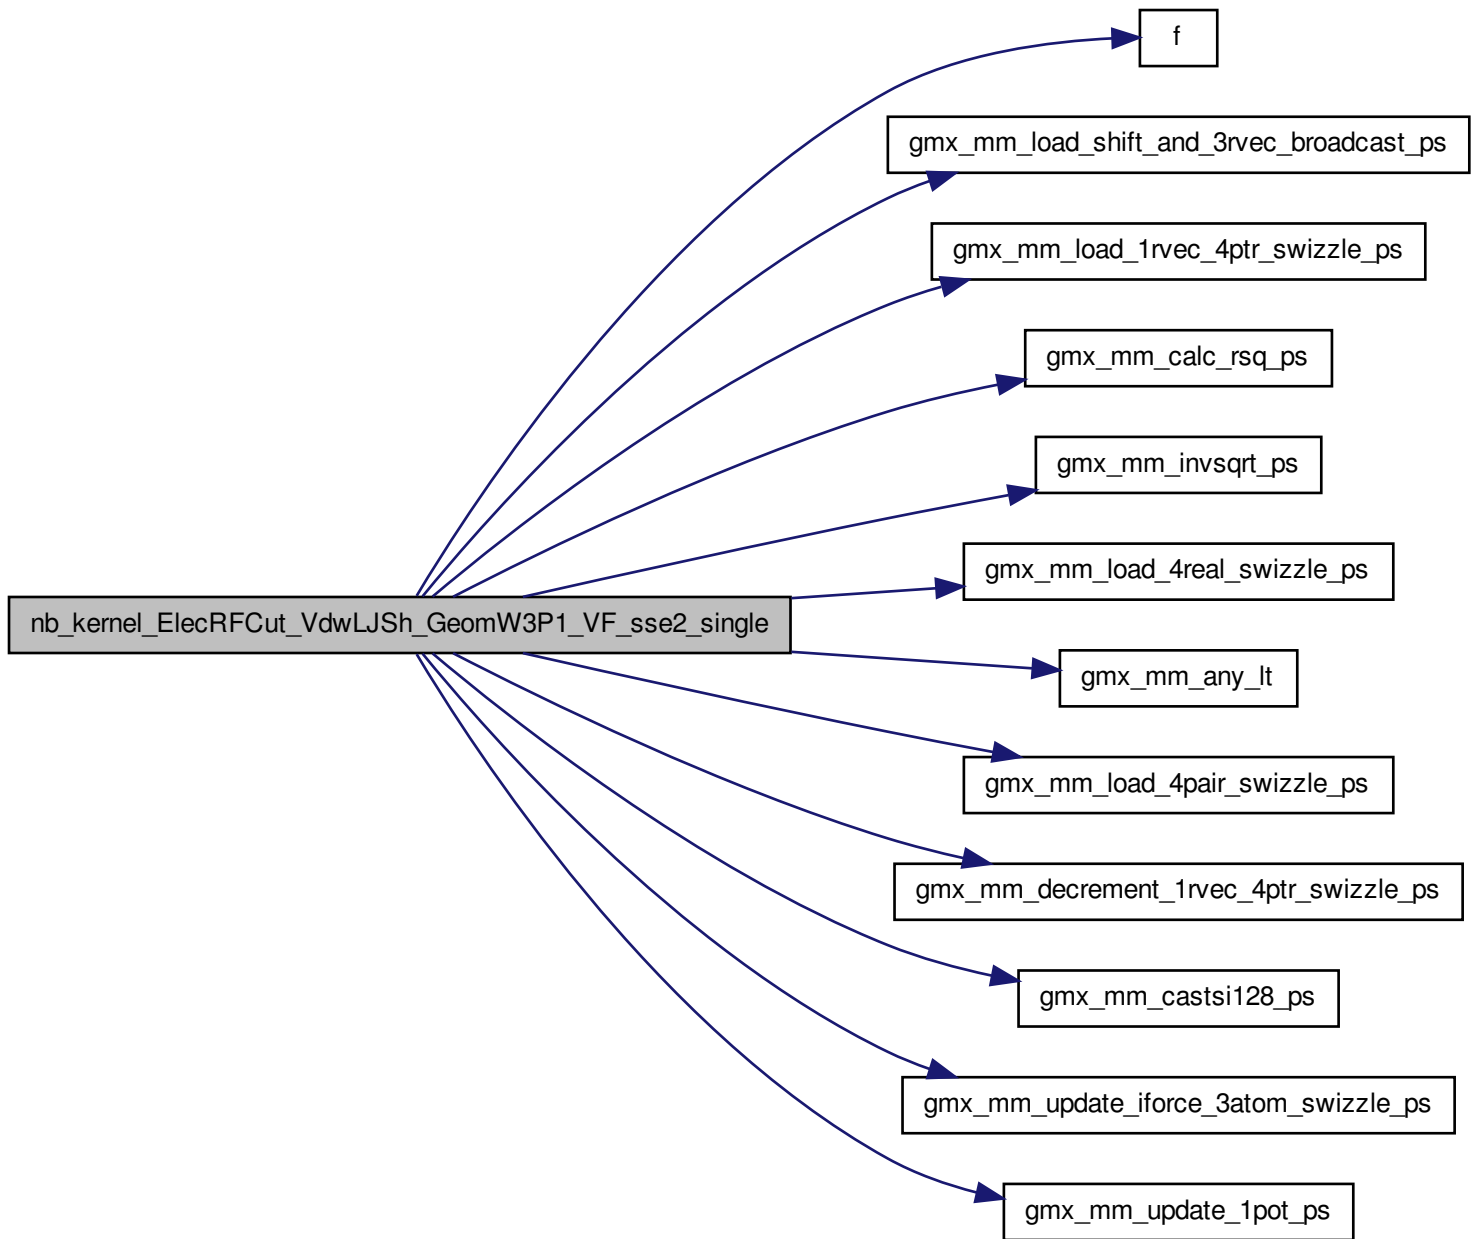 f
gmx_mm_load_shift_and_3rvec_broadcast_ps
gmx_mm_load_1rvec_4ptr_swizzle_ps
gmx_mm_calc_rsq_ps
gmx_mm_invsqrt_ps
gmx_mm_load_4real_swizzle_ps
nb_kernel_ElecRFCut_VdwLJSh_GeomW3P1_VF_sse2_single
gmx_mm_any_lt
gmx_mm_load_4pair_swizzle_ps
gmx_mm_decrement_1rvec_4ptr_swizzle_ps
gmx_mm_castsi128_ps
gmx_mm_update_iforce_3atom_swizzle_ps
gmx_mm_update_1pot_ps